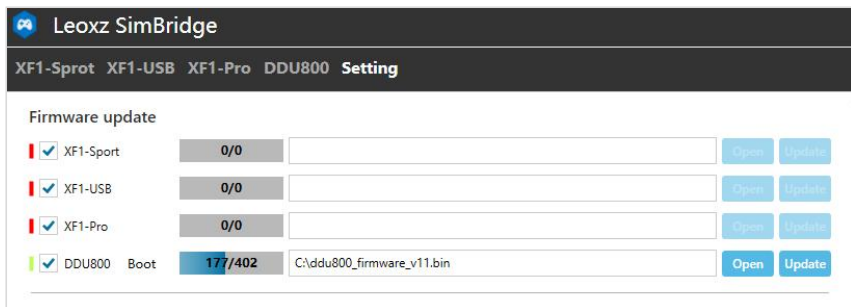 Leoxz SimBridge
XF1-Sprot XF1-USB XF1-Pro DDU800 Setting
Firmware update
XF1-Sport 0/0 Open Update
XF1-USB 0/0 Open Update
XF1-Pro 0/0 Open Update
DDU800 Boot 177/402 C:\ddu800_firmware_v11.bin Open Update